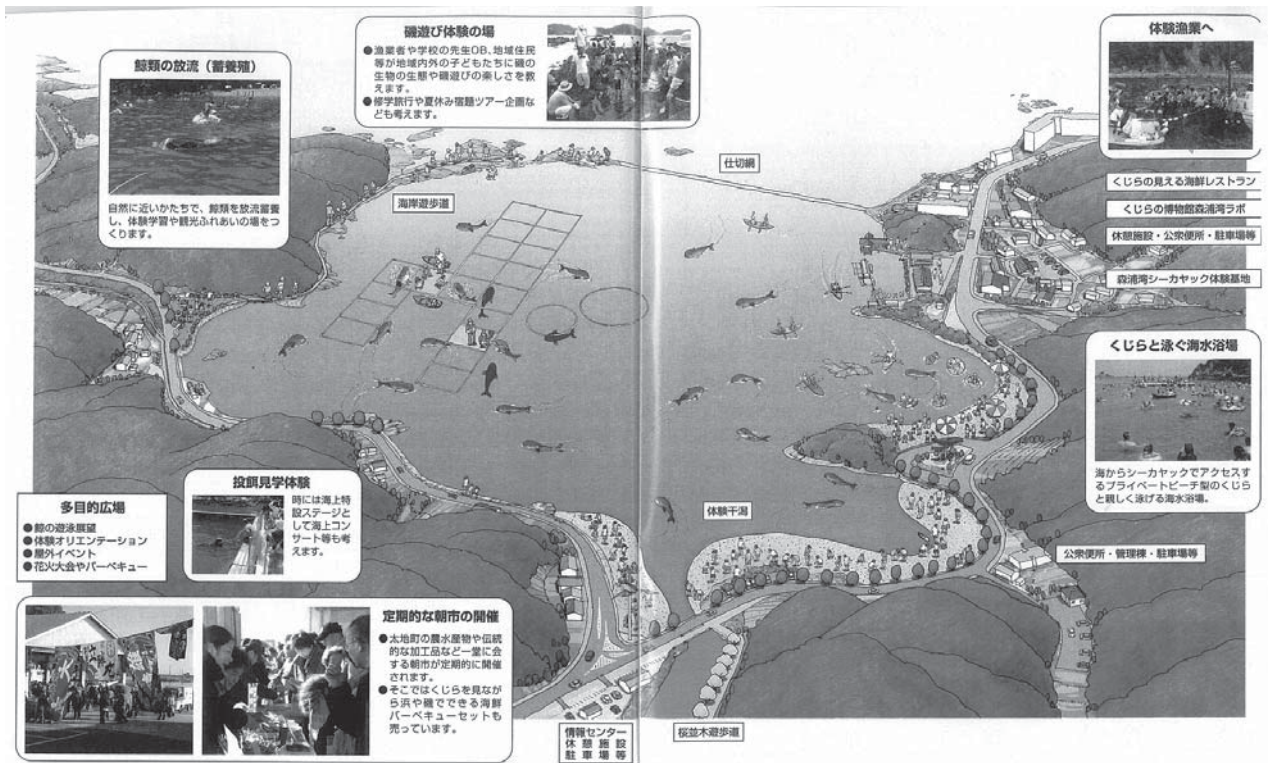 磯遊び体験の場
●漁業者や学校の先生OB、地域住民
等が地域内外の子どもたちに磯の
生物の生態や磯遊びの楽しさを教
えます。
●修学旅行や夏休み宿題ツアー企画な
ども考えます。
体験漁業へ
鯨類の放流（蓄養殖）
自然に近いかたちで、鯨類を放流蓄養
し、体験学習や観光ふれあいの場をつ
くります。
仕切網
海岸遊歩道
くじらの見える海鮮レストラン
くじらの博物館森浦湾ラボ
休憩施設・公衆便所・駐車場等
森浦湾シーカヤック体験基地
くじらと泳ぐ海水浴場
海からシーカヤックでアクセスす
るプライベートビーチ型のくじら
と親しく泳げる海水浴場。
投餌見学体験
時には海上特
設ステージと
して海上コン
サート等も考
えます。
多目的広場
●鯨の遊泳展望
●体験オリエンテーション
●屋外イベント
●花火大会やバーベキュー
体験干潟
公衆便所・管理棟・駐車場等
定期的な朝市の開催
●太地町の農水産物や伝統
的な加工品など一堂に会
する朝市が定期的に開催
されます。
●そこではくじらを見なが
ら浜や磯でできる海鮮
バーベキューセットも
売っています。
情報センター
休憩施設
駐車場等
桜並木遊歩道